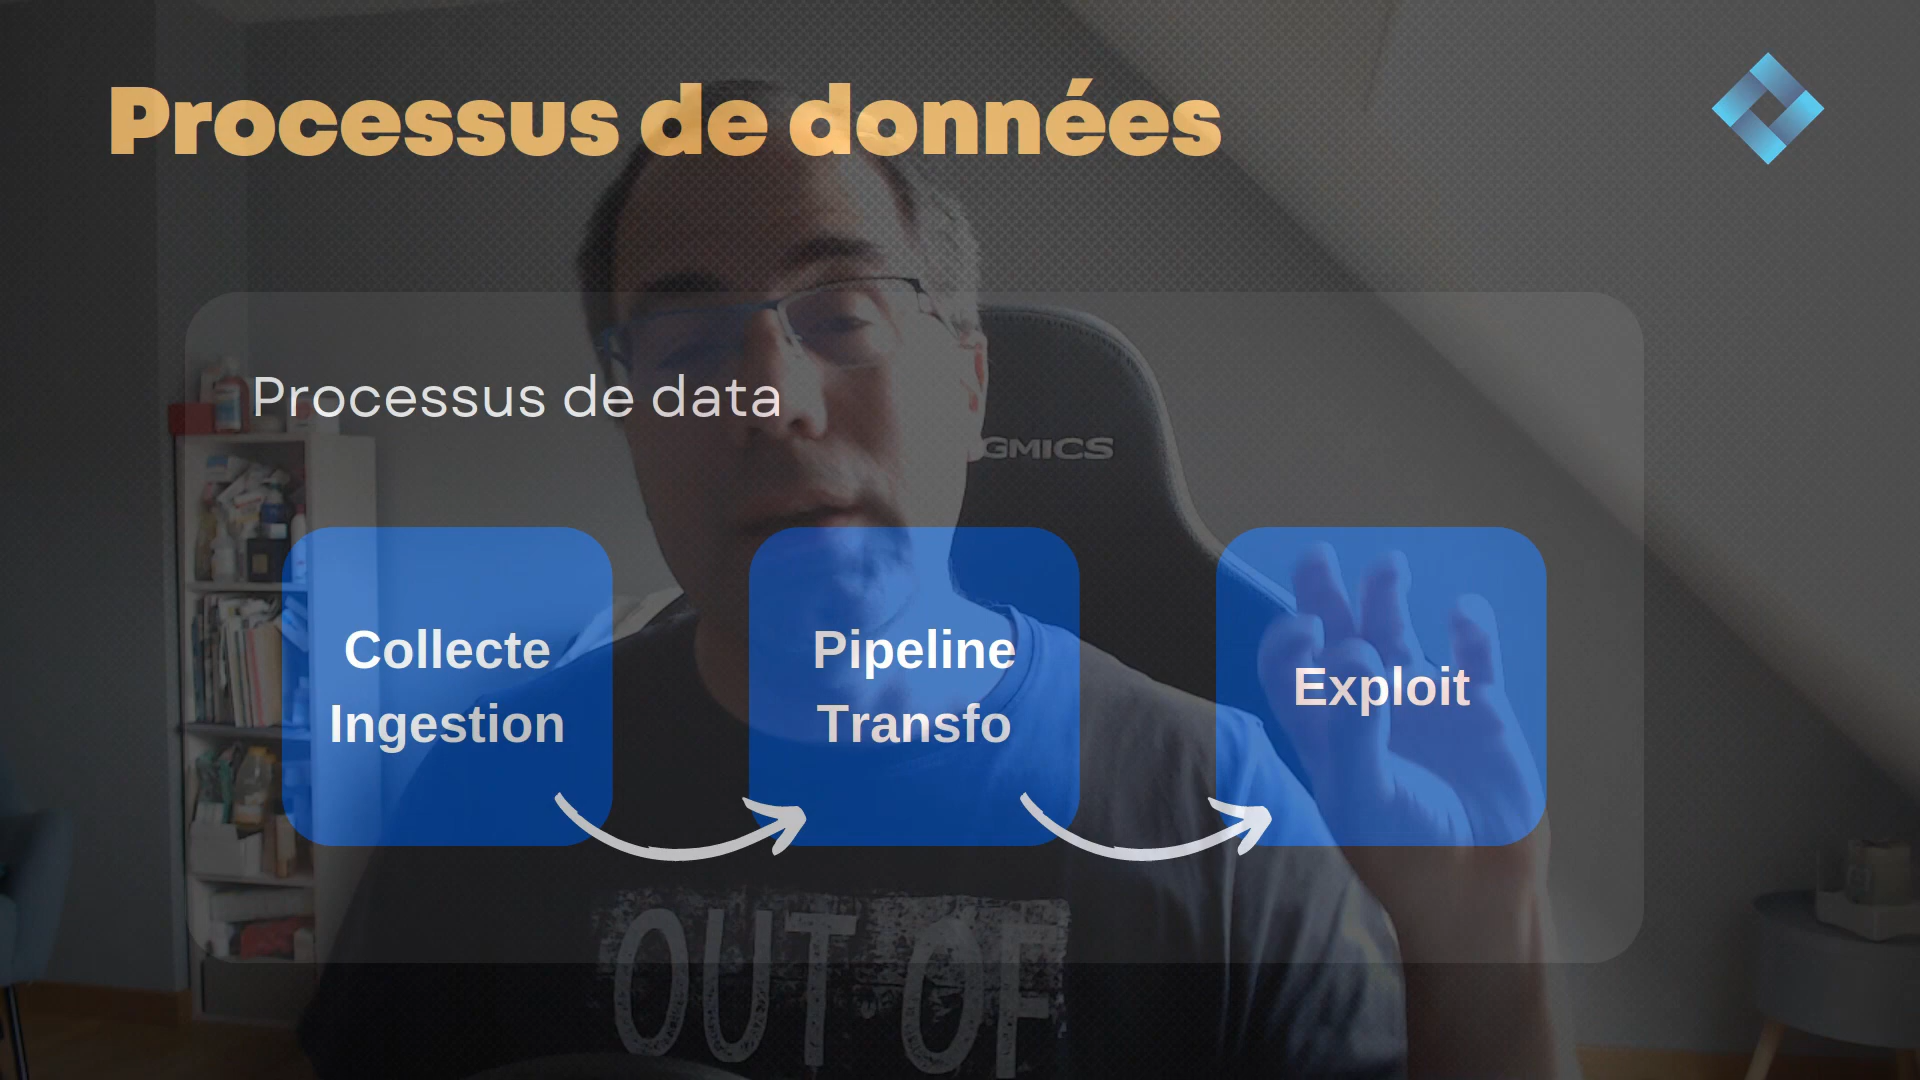 Processus de données
Processus de data
GMICS
Collecte
Ingestion
Pipeline
Transfo
Exploit
OUT OF